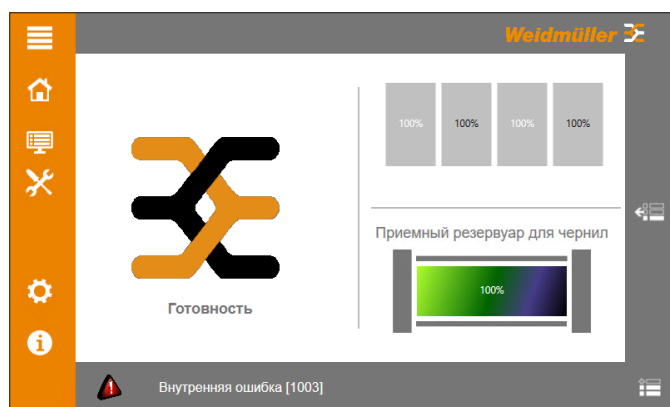 Weidmüller
100%
100%
100%
100%
Приемный резервуар для чернил
100%
Готовность
Внутренняя ошибка [1003]